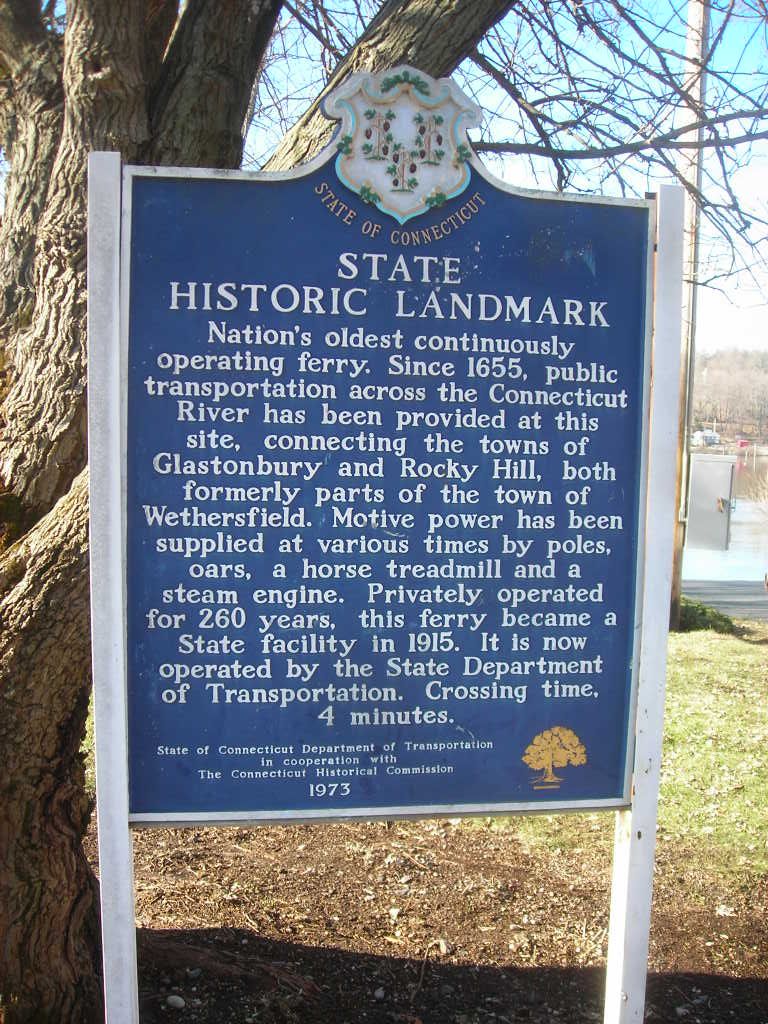 STATE OF CONNECTICUT
STATE
HISTORIC LANDMARK
Nation's oldest continuously
operating ferry. Since 1655, public
transportation across the Connecticut
River has been provided at this
site, connecting the towns of
Glastonbury and Rocky Hill, both
formerly parts of the town of
Wethersfield. Motive power has been
supplied at various times by poles,
oars, a horse treadmill and a
steam engine. Privately operated
for 260 years, this ferry became a
State facility in 1915. It is now
operated by the State Department
of Transportation. Crossing time,
4 minutes.
State of Connecticut Department of Transportation
in cooperation with
The Connecticut Historical Commission
1973